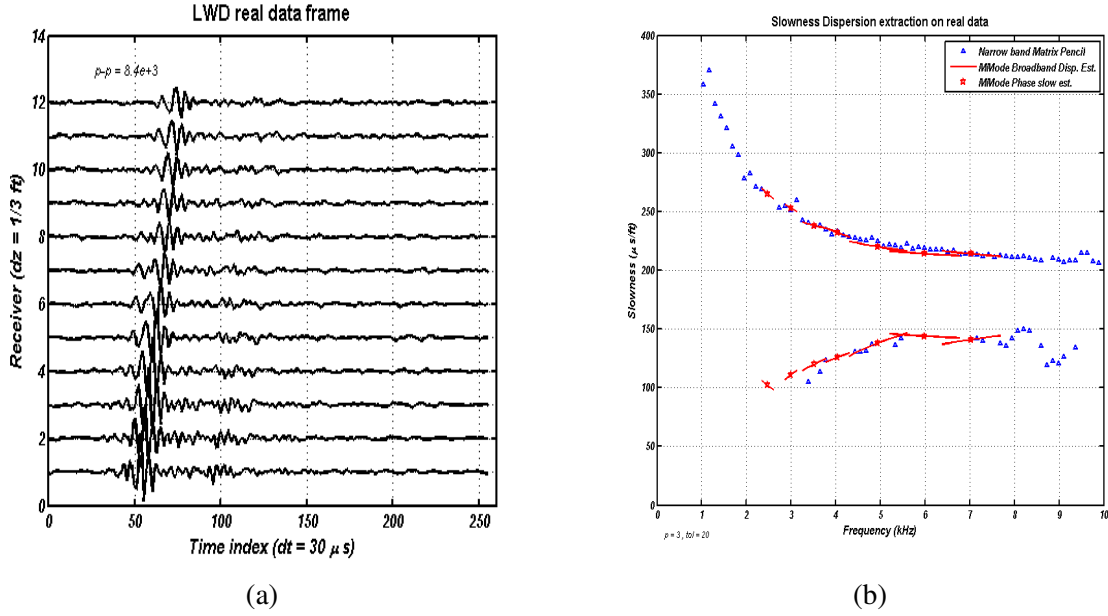 LWD real data frame
p-p = 8.4e+3
14
12
10
8
6
4
2
0
Receiver (dz = 1/3 ft)
0 50 100 150 200 250
Time index (dt = 30 μ s)
(a)
Slowness Dispersion extraction on real data
Narrow band Matrix Pencil
MMode Broadband Disp. Est.
MMode Phase slow est.
400
350
300
250
200
150
100
50
0
Slowness (μ s/ft)
0 1 2 3 4 5 6 7 8 9 10
Frequency (kHz)
p = 3 , tol = 20
(b)